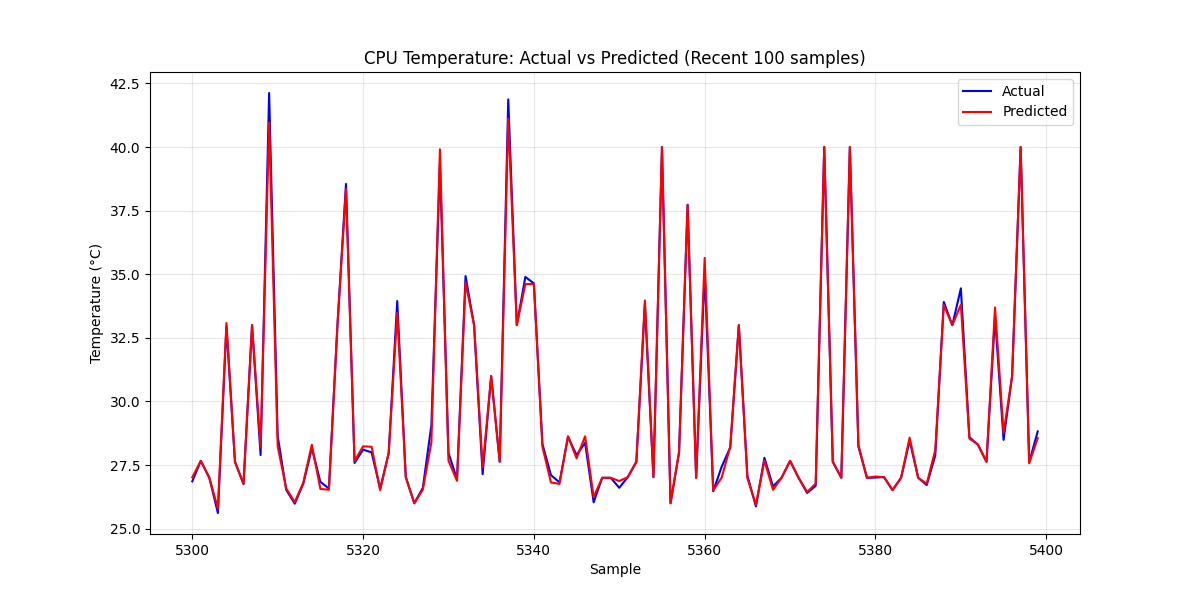 CPU Temperature: Actual vs Predicted (Recent 100 samples)
Actual
Predicted
42.5
40.0
37.5
35.0
32.5
30.0
27.5
25.0
Temperature (°C)
5300 5320 5340 5360 5380 5400
Sample